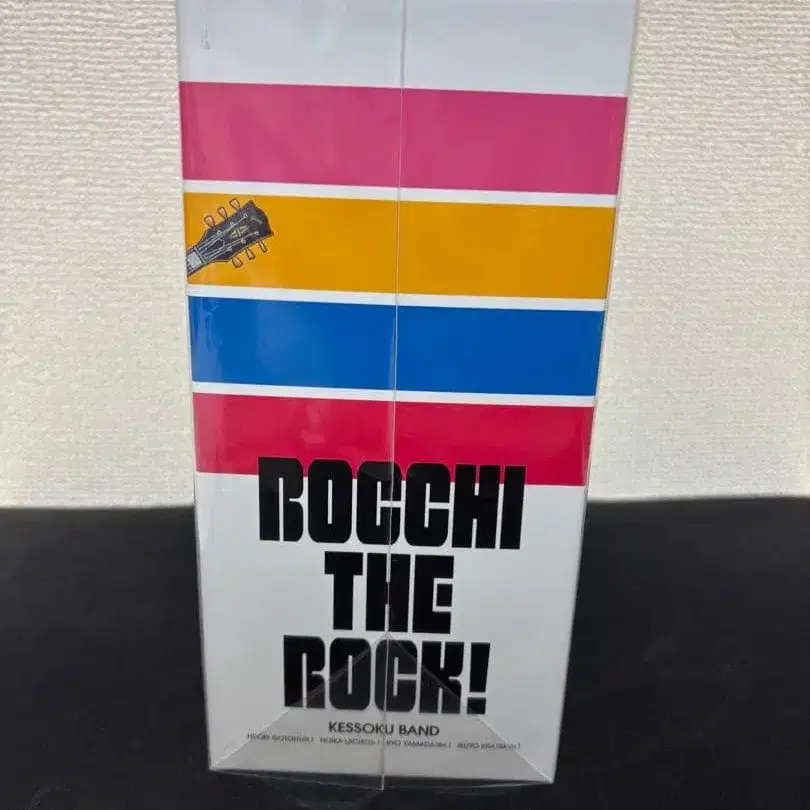 BOCCHI
THE
ROCK!
KESSOKU BAND